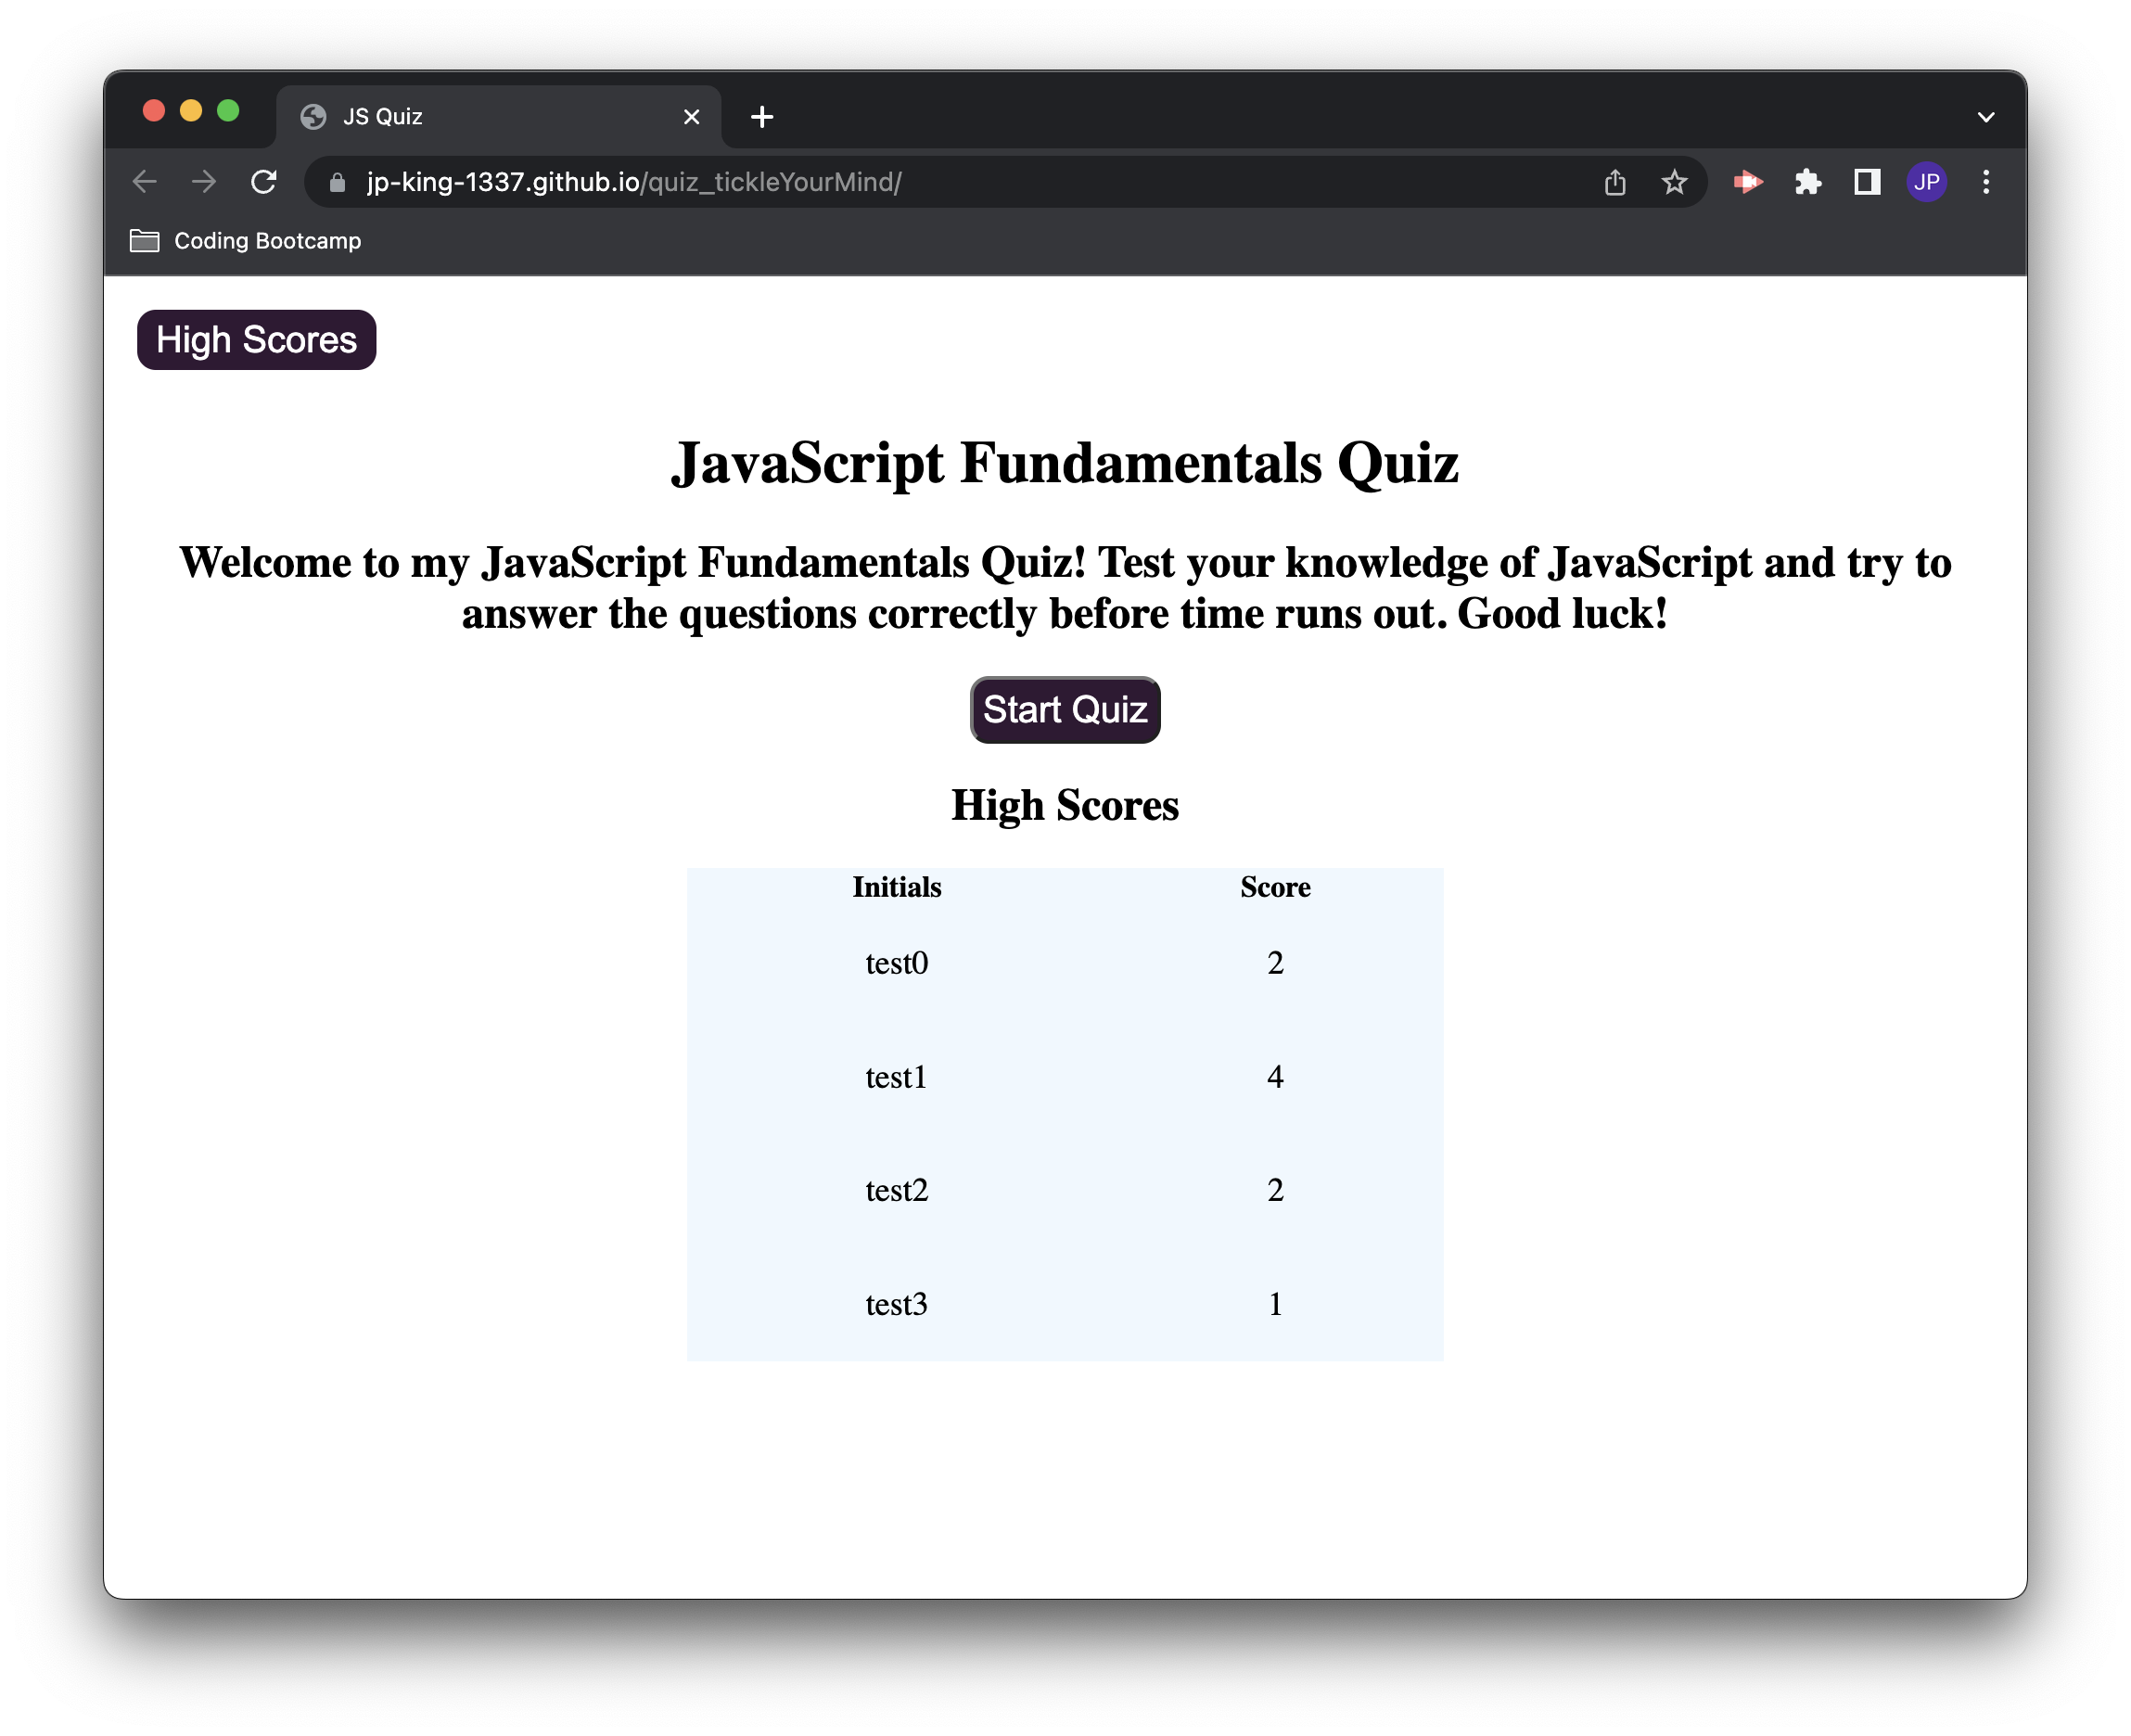 JS Quiz
jp-king-1337.github.io/quiz_tickleYourMind/
JP
Coding Bootcamp
High Scores
JavaScript Fundamentals Quiz
Welcome to my JavaScript Fundamentals Quiz! Test your knowledge of JavaScript and try to
answer the questions correctly before time runs out. Good luck!
Start Quiz
High Scores
Initials Score
test0 2
test1 4
test2 2
test3 1